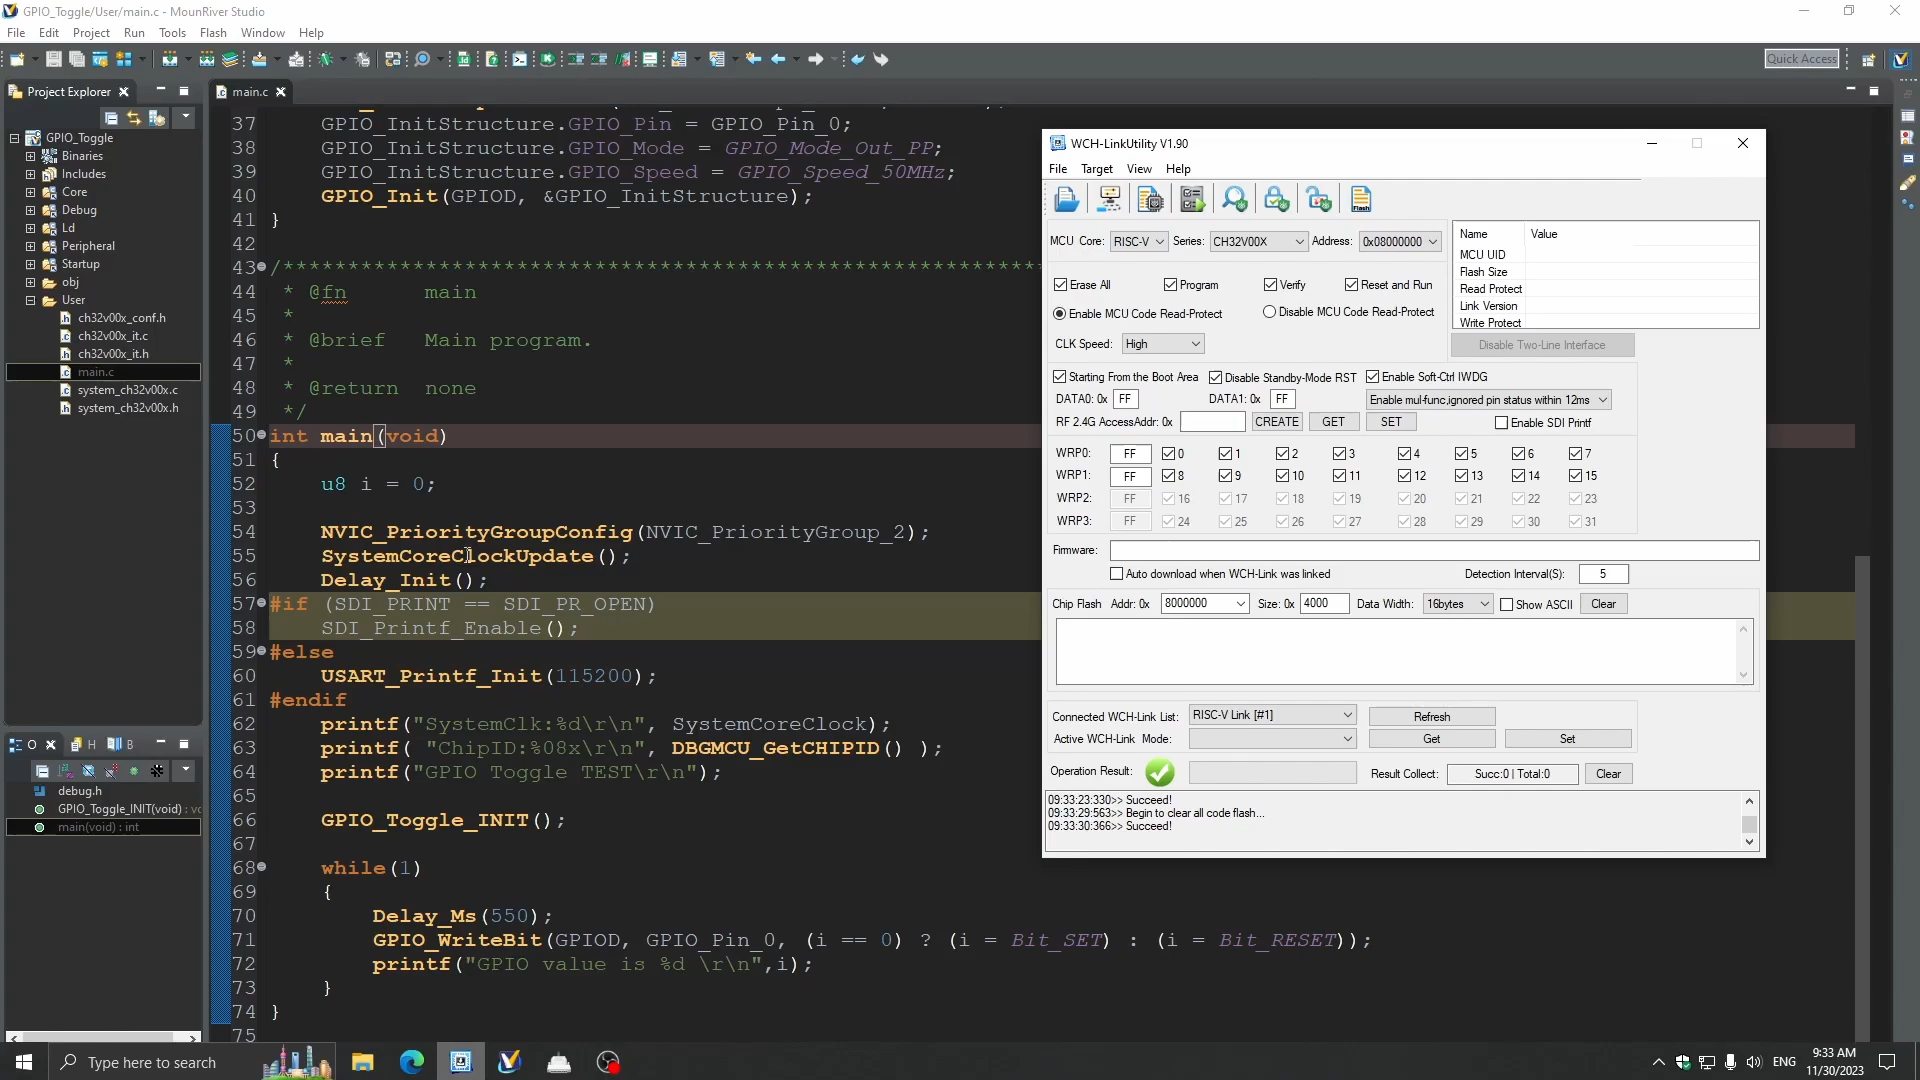 GPIO_Toggle/User/main.c - MounRiver Studio
File Edit Project Run Tools Flash Window Help
Quick Access
Project Explorer
main.c
GPIO_Toggle
Binaries
Includes
Core
Debug
Ld
Peripheral
Startup
obj
User
ch32v00x_conf.h
ch32v00x_it.c
ch32v00x_it.h
main.c
system_ch32v00x.c
system_ch32v00x.h
O H B
debug.h
GPIO_Toggle_INIT(void) : vc
main(void) : int
37 GPIO_InitStructure.GPIO_Pin = GPIO_Pin_0;
38 GPIO_InitStructure.GPIO_Mode = GPIO_Mode_Out_PP;
39 GPIO_InitStructure.GPIO_Speed = GPIO_Speed_50MHz;
40 GPIO_Init(GPIOD, &GPIO_InitStructure);
41 }
42
43 /***********************************************************
44 * @fn main
45 *
46 * @brief Main program.
47 *
48 * @return none
49 */
50 int main(void)
51 {
52 u8 i = 0;
53
54 NVIC_PriorityGroupConfig(NVIC_PriorityGroup_2);
55 SystemCoreClockUpdate();
56 Delay_Init();
57 #if (SDI_PRINT == SDI_PR_OPEN)
58 SDI_Printf_Enable();
59 #else
60 USART_Printf_Init(115200);
61 #endif
62 printf("SystemClk:%d\r\n", SystemCoreClock);
63 printf( "ChipID:%08x\r\n", DBGMCU_GetCHIPID() );
64 printf("GPIO Toggle TEST\r\n");
65
66 GPIO_Toggle_INIT();
67
68 while(1)
69 {
70 Delay_Ms(550);
71 GPIO_WriteBit(GPIOD, GPIO_Pin_0, (i == 0) ? (i = Bit_SET) : (i = Bit_RESET));
72 printf("GPIO value is %d \r\n",i);
73 }
74 }
75
WCH-LinkUtility V1.90
File Target View Help
Flash
MCU Core: RISC-V Series: CH32V00X Address: 0x08000000
Erase All Program Verify Reset and Run
Enable MCU Code Read-Protect Disable MCU Code Read-Protect
CLK Speed: High
Name Value
MCU UID
Flash Size
Read Protect
Link Version
Write Protect
Disable Two-Line Interface
Starting From the Boot Area Disable Standby-Mode RST Enable Soft-Ctrl IWDG
DATA0: 0x FF DATA1: 0x FF Enable mul-func,ignored pin status within 12ms
RF 2.4G AccessAddr: 0x CREATE GET SET Enable SDI Printf
WRP0: FF 0 1 2 3 4 5 6 7
WRP1: FF 8 9 10 11 12 13 14 15
WRP2: FF 16 17 18 19 20 21 22 23
WRP3: FF 24 25 26 27 28 29 30 31
Firmware:
Auto download when WCH-Link was linked Detection Interval(S): 5
Chip Flash Addr: 0x 8000000 Size: 0x 4000 Data Width: 16bytes Show ASCII Clear
Connected WCH-Link List: RISC-V Link [#1] Refresh
Active WCH-Link Mode: Get Set
Operation Result: Result Collect: Succ:0 | Total:0 Clear
09:33:23:330>> Succeed!
09:33:29:563>> Begin to clear all code flash...
09:33:30:366>> Succeed!
Type here to search
ENG
9:33 AM
11/30/2023